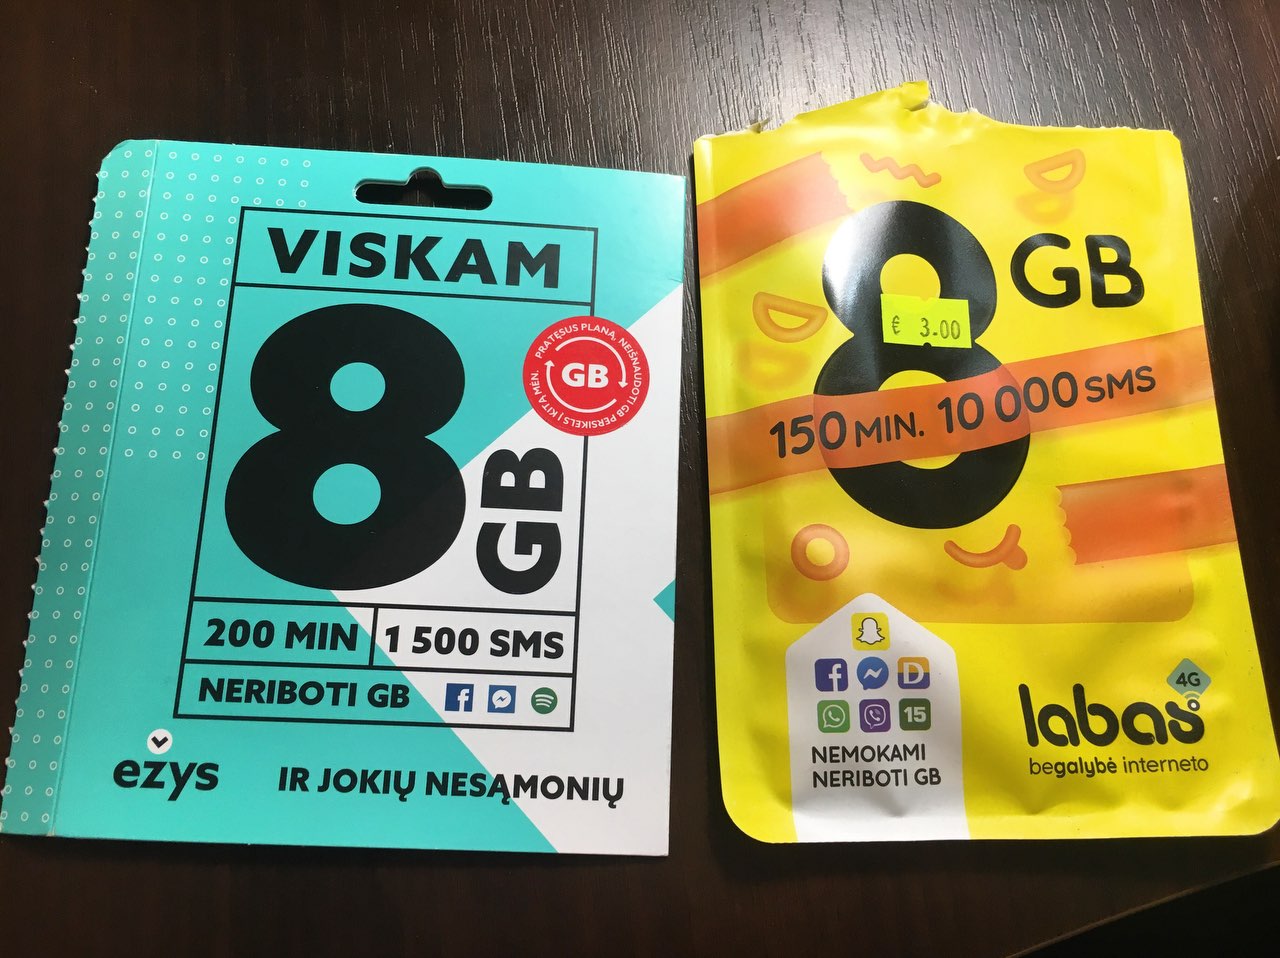 VISKAM
8
GB
PRATĘSUS PLANĄ, NEIŠNAUDOTI GB PERSIKELS Į KITĄ MĖN.
GB
200 MIN
1 500 SMS
NERIBOTI GB
ežys
IR JOKIŲ NESĄMONIŲ
8 GB
€ 3.00
150 MIN. 10 000 SMS
15
NEMOKAMI
NERIBOTI GB
4G
labas
begalybė interneto